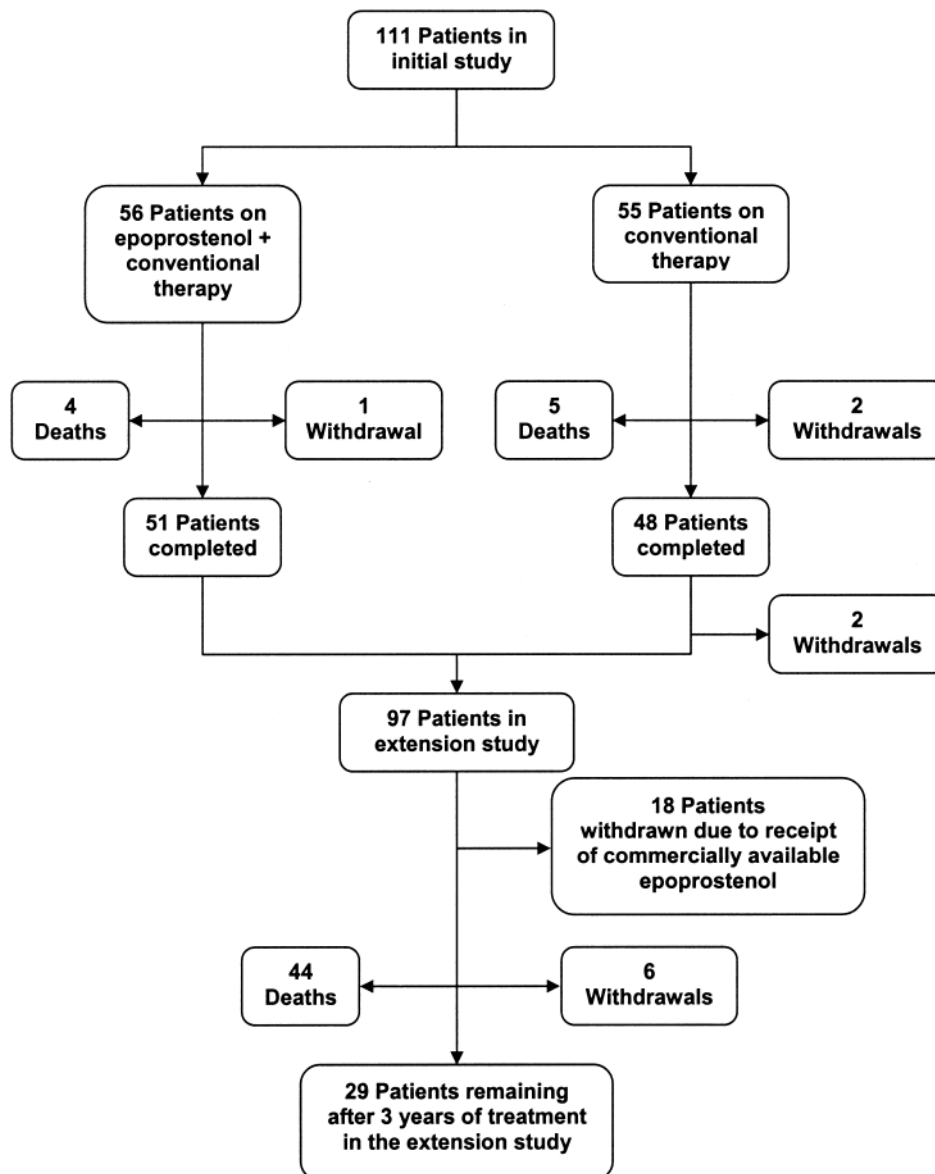 111 Patients in
initial study
56 Patients on
epoprostenol +
conventional
therapy
55 Patients on
conventional
therapy
4
Deaths
1
Withdrawal
5
Deaths
2
Withdrawals
51 Patients
completed
48 Patients
completed
2
Withdrawals
97 Patients in
extension study
18 Patients
withdrawn due to receipt
of commercially available
epoprostenol
44
Deaths
6
Withdrawals
29 Patients remaining
after 3 years of treatment
in the extension study